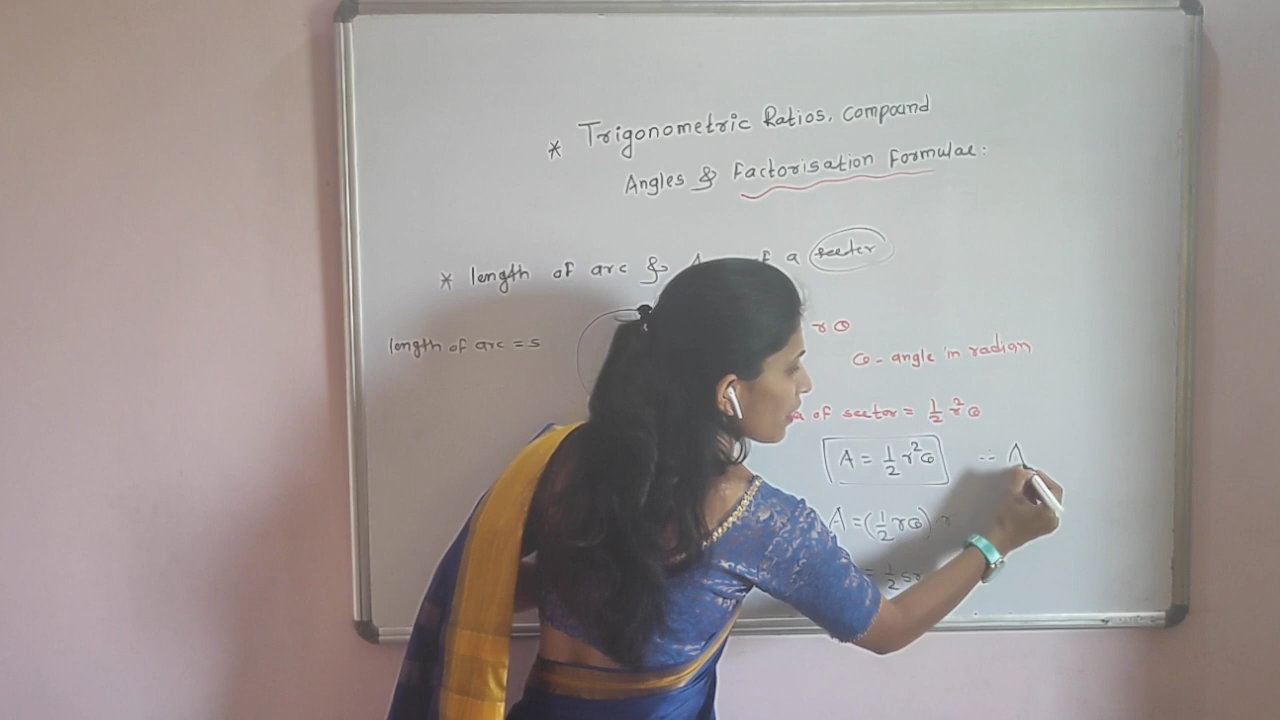 * Trigonometric Ratios, compound
Angles & Factorisation Formulae:
* length of arc & f a sector
length of arc = s
r θ
θ - angle in radian
a of sector = 1/2 r² θ
A = 1/2 r² θ ∴ A
A = (1/2 r θ) r
= 1/2 sr